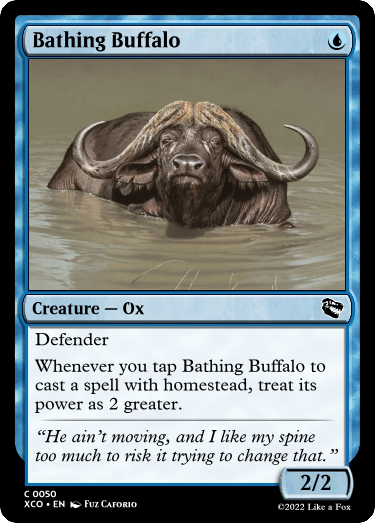 Bathing Buffalo
Creature — Ox
Defender
Whenever you tap Bathing Buffalo to
cast a spell with homestead, treat its
power as 2 greater.
“He ain't moving, and I like my spine
too much to risk it trying to change that.”
2/2
C 0050
XCO • EN Fuz Caforio
©2022 Like a Fox